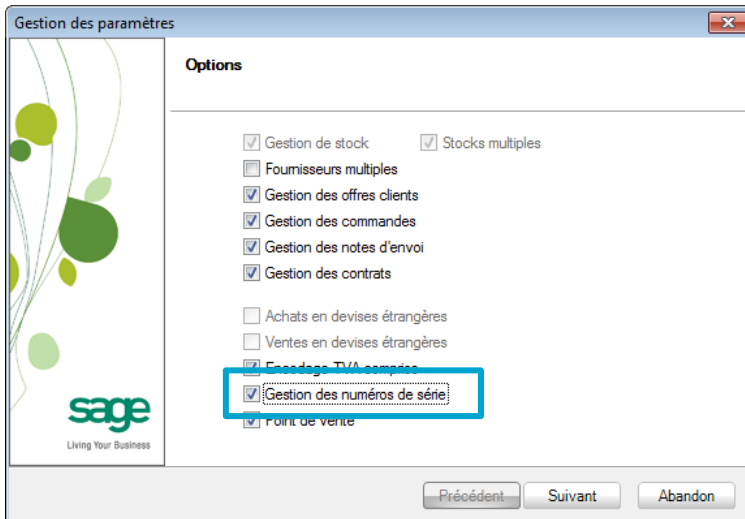 Gestion des paramètres
Options
Gestion de stock Stocks multiples
Fournisseurs multiples
Gestion des offres clients
Gestion des commandes
Gestion des notes d'envoi
Gestion des contrats
Achats en devises étrangères
Ventes en devises étrangères
Encodage TVA comprise
Gestion des numéros de série
Point de vente
sage
Living Your Business
Précédent Suivant Abandon